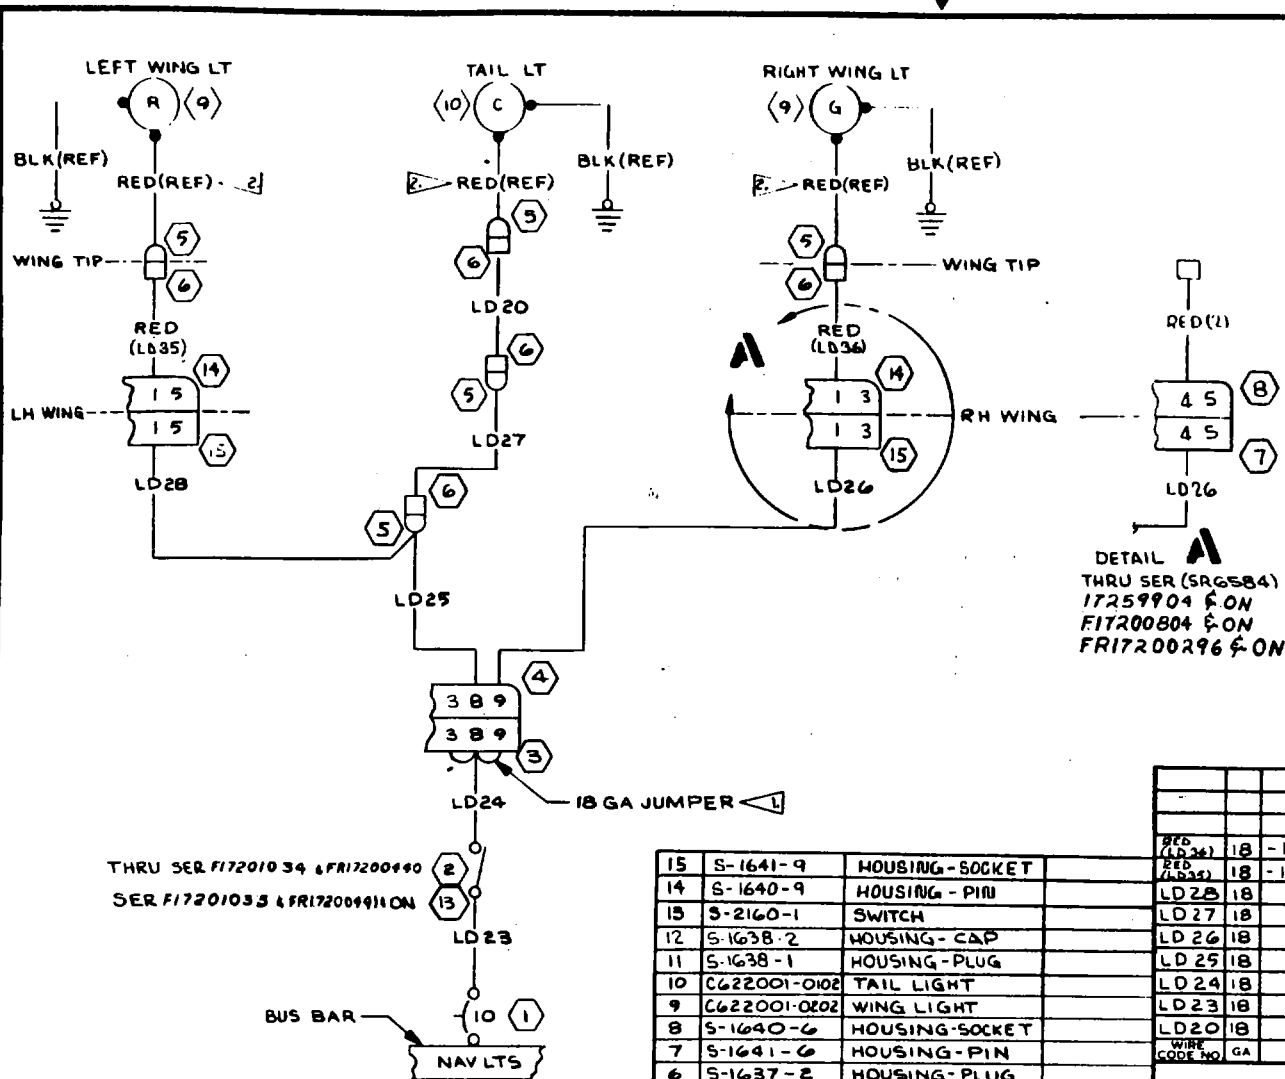 LEFT WING LT
R
9
BLK(REF)
RED(REF)
2
5
WING TIP
6
RED
(LD35)
14
1 5
LH WING
1 5
15
LD28
TAIL LT
10
C
BLK(REF)
2.
RED(REF)
5
6
LD20
6
5
LD27
6
5
LD25
RIGHT WING LT
9
G
BLK(REF)
2.
RED(REF)
5
6
WING TIP
A
RED
(LD36)
14
1 3
RH WING
1 3
15
LD26
RED(2)
8
4 5
4 5
7
LD26
DETAIL A
THRU SER (SRG584)
17259904 & ON
F17200804 & ON
FR17200296 & ON
4
3 8 9
3 8 9
3
LD24
18 GA JUMPER
1.
THRU SER F17201034 & FR17200440
2
SER F17201035 & FR17200441 & ON
13
LD23
BUS BAR
10
1
NAV LTS
15 S-1641-9 HOUSING-SOCKET
14 S-1640-9 HOUSING-PIN
13 S-2160-1 SWITCH
12 S-1638-2 HOUSING-CAP
11 S-1638-1 HOUSING-PLUG
10 C622001-0102 TAIL LIGHT
9 C622001-0202 WING LIGHT
8 S-1640-6 HOUSING-SOCKET
7 S-1641-6 HOUSING-PIN
6 S-1637-2 HOUSING-PLUG
RED (LD36) 18 -1
RED (LD35) 18 -1
LD28 18
LD27 18
LD26 18
LD25 18
LD24 18
LD23 18
LD20 18
WIRE CODE NO. GA